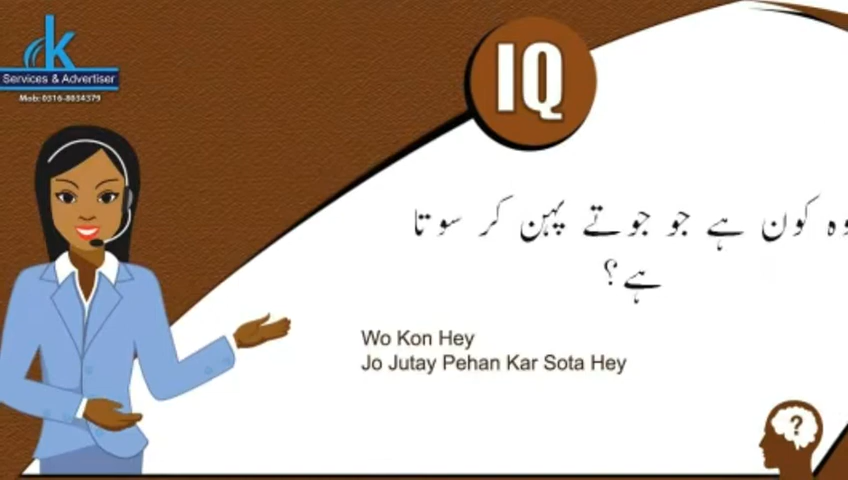 k
Services & Advertiser
Mob:0316-8034379
IQ
وہ کون ہے جو جوتے پہن کر سوتا
ہے؟
Wo Kon Hey
Jo Jutay Pehan Kar Sota Hey
?